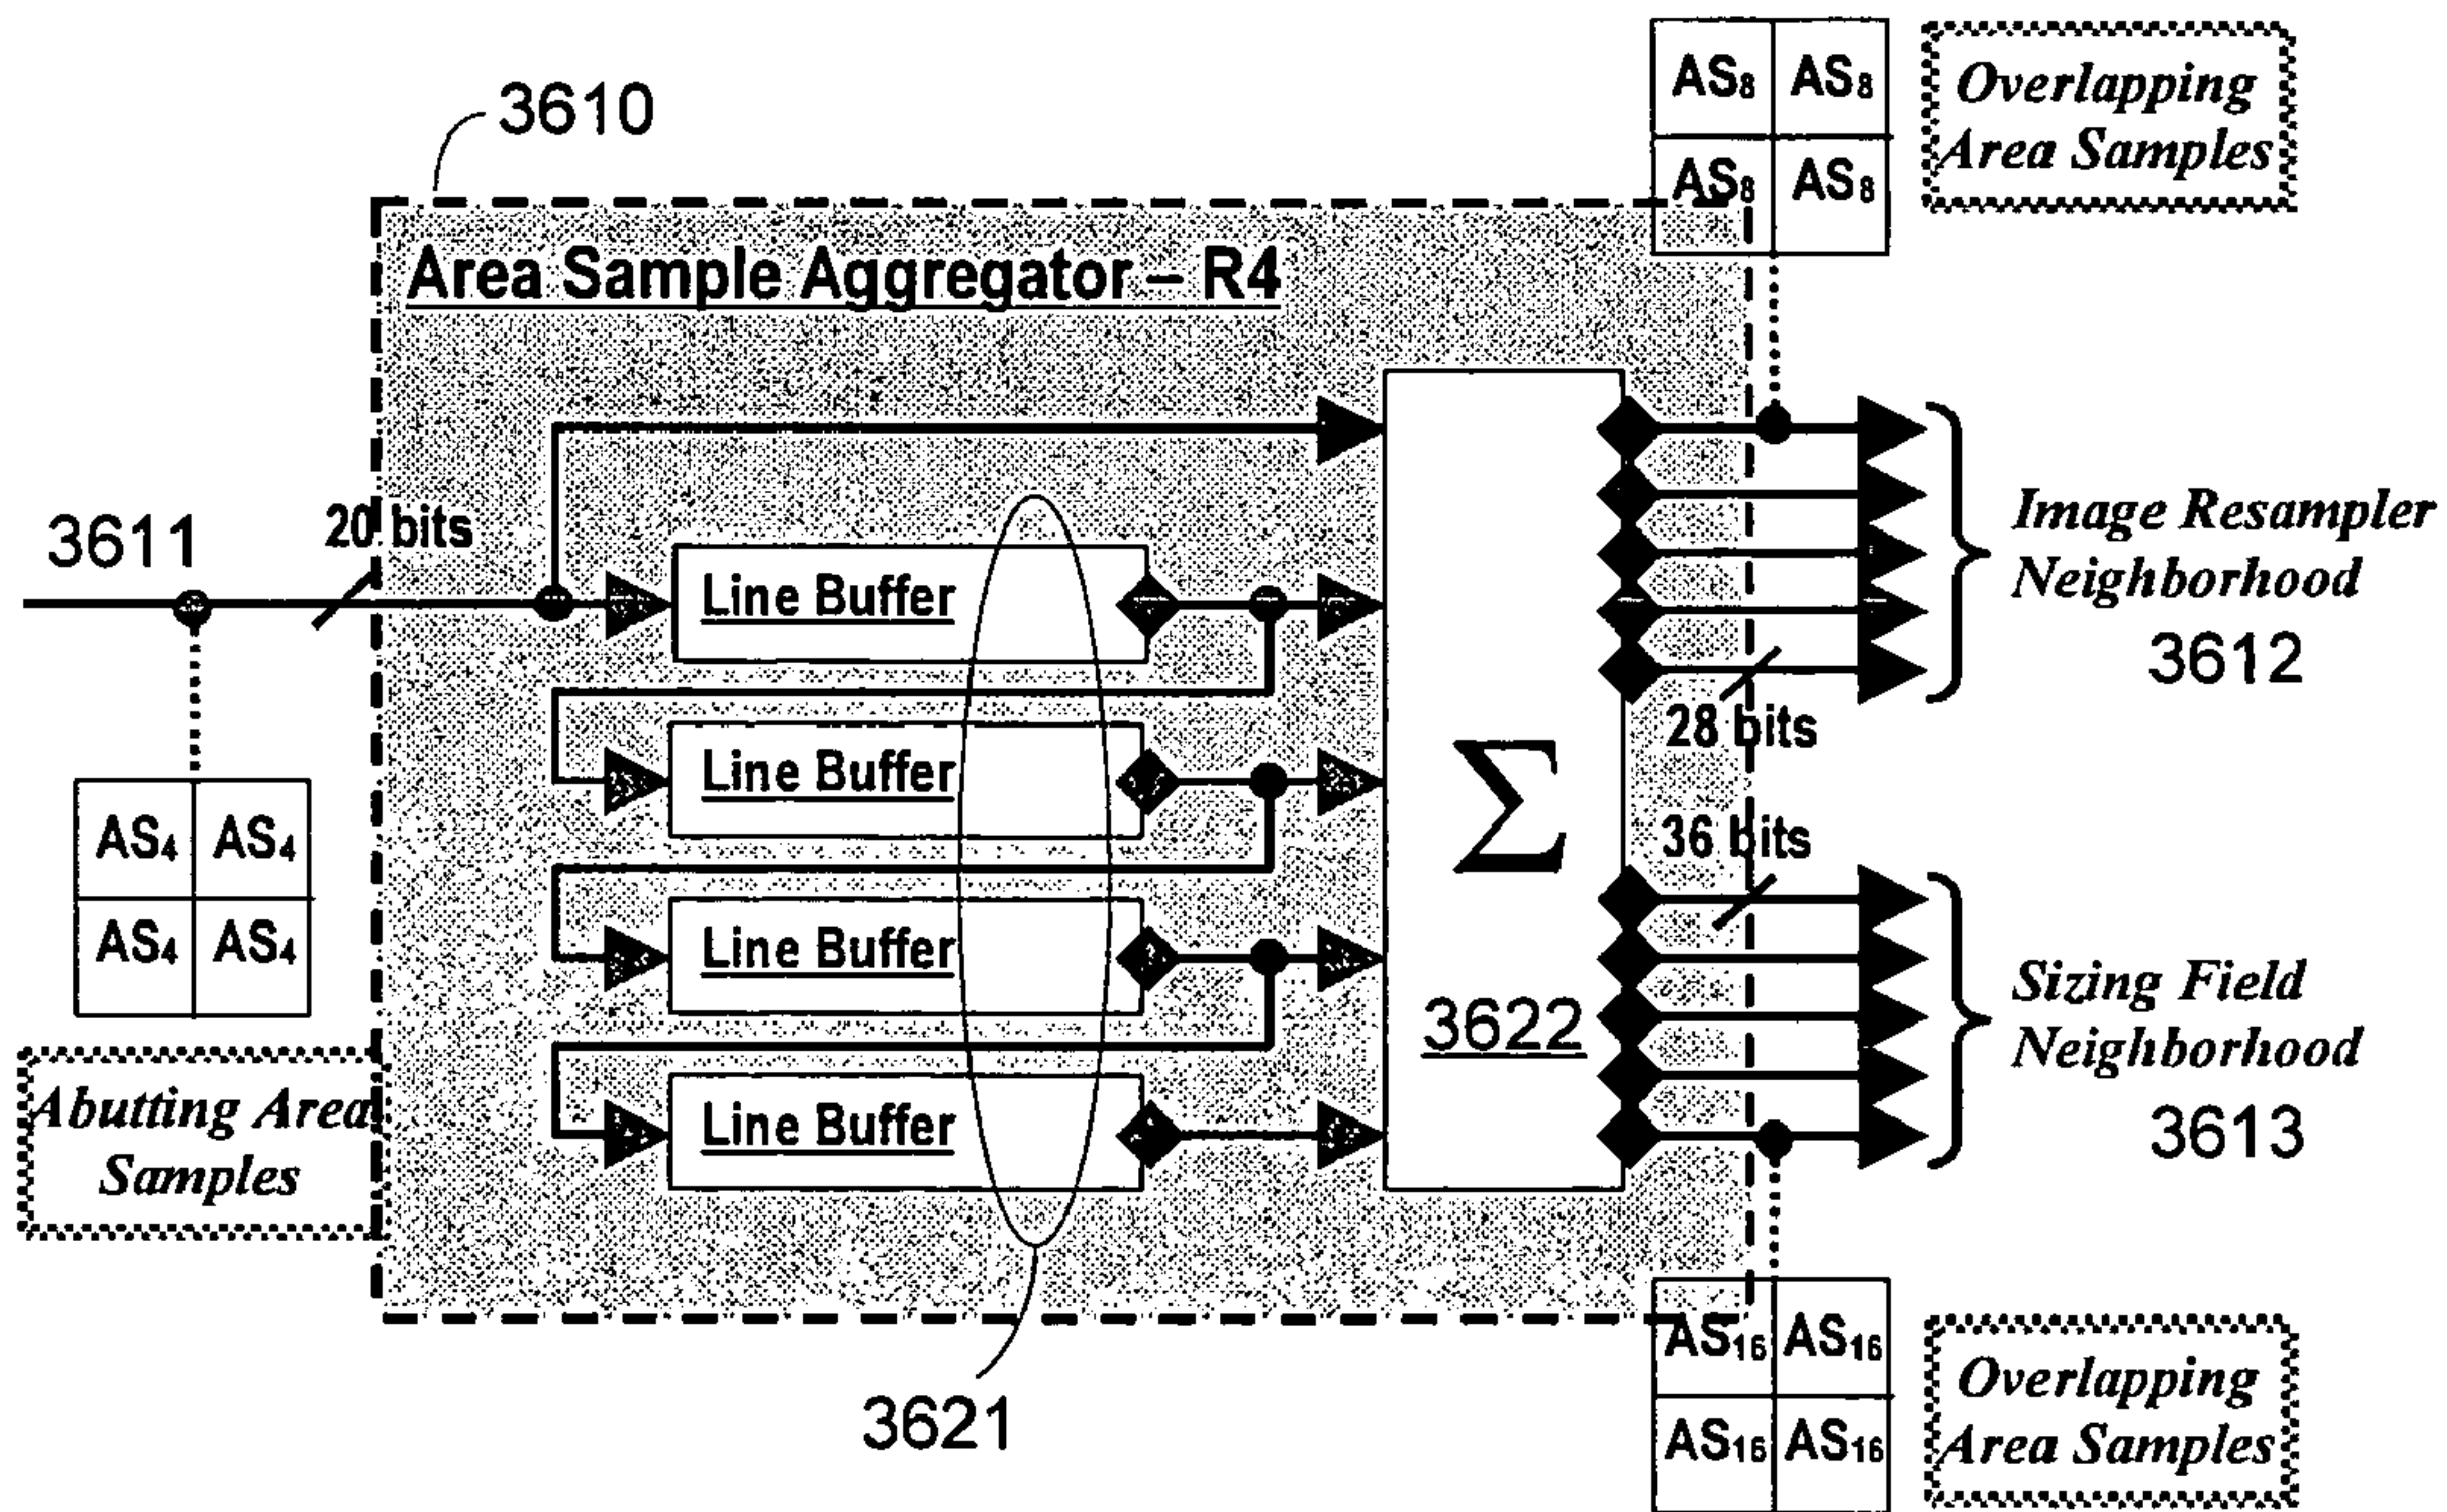 3610
AS₈ AS₈
AS₈ AS₈
Overlapping
Area Samples
Area Sample Aggregator – R4
3611
20 bits
Line Buffer
Line Buffer
Line Buffer
Line Buffer
AS₄ AS₄
AS₄ AS₄
Abutting Area
Samples
Σ
3622
28 bits
36 bits
Image Resampler
Neighborhood
3612
Sizing Field
Neighborhood
3613
3621
AS₁₆ AS₁₆
AS₁₆ AS₁₆
Overlapping
Area Samples